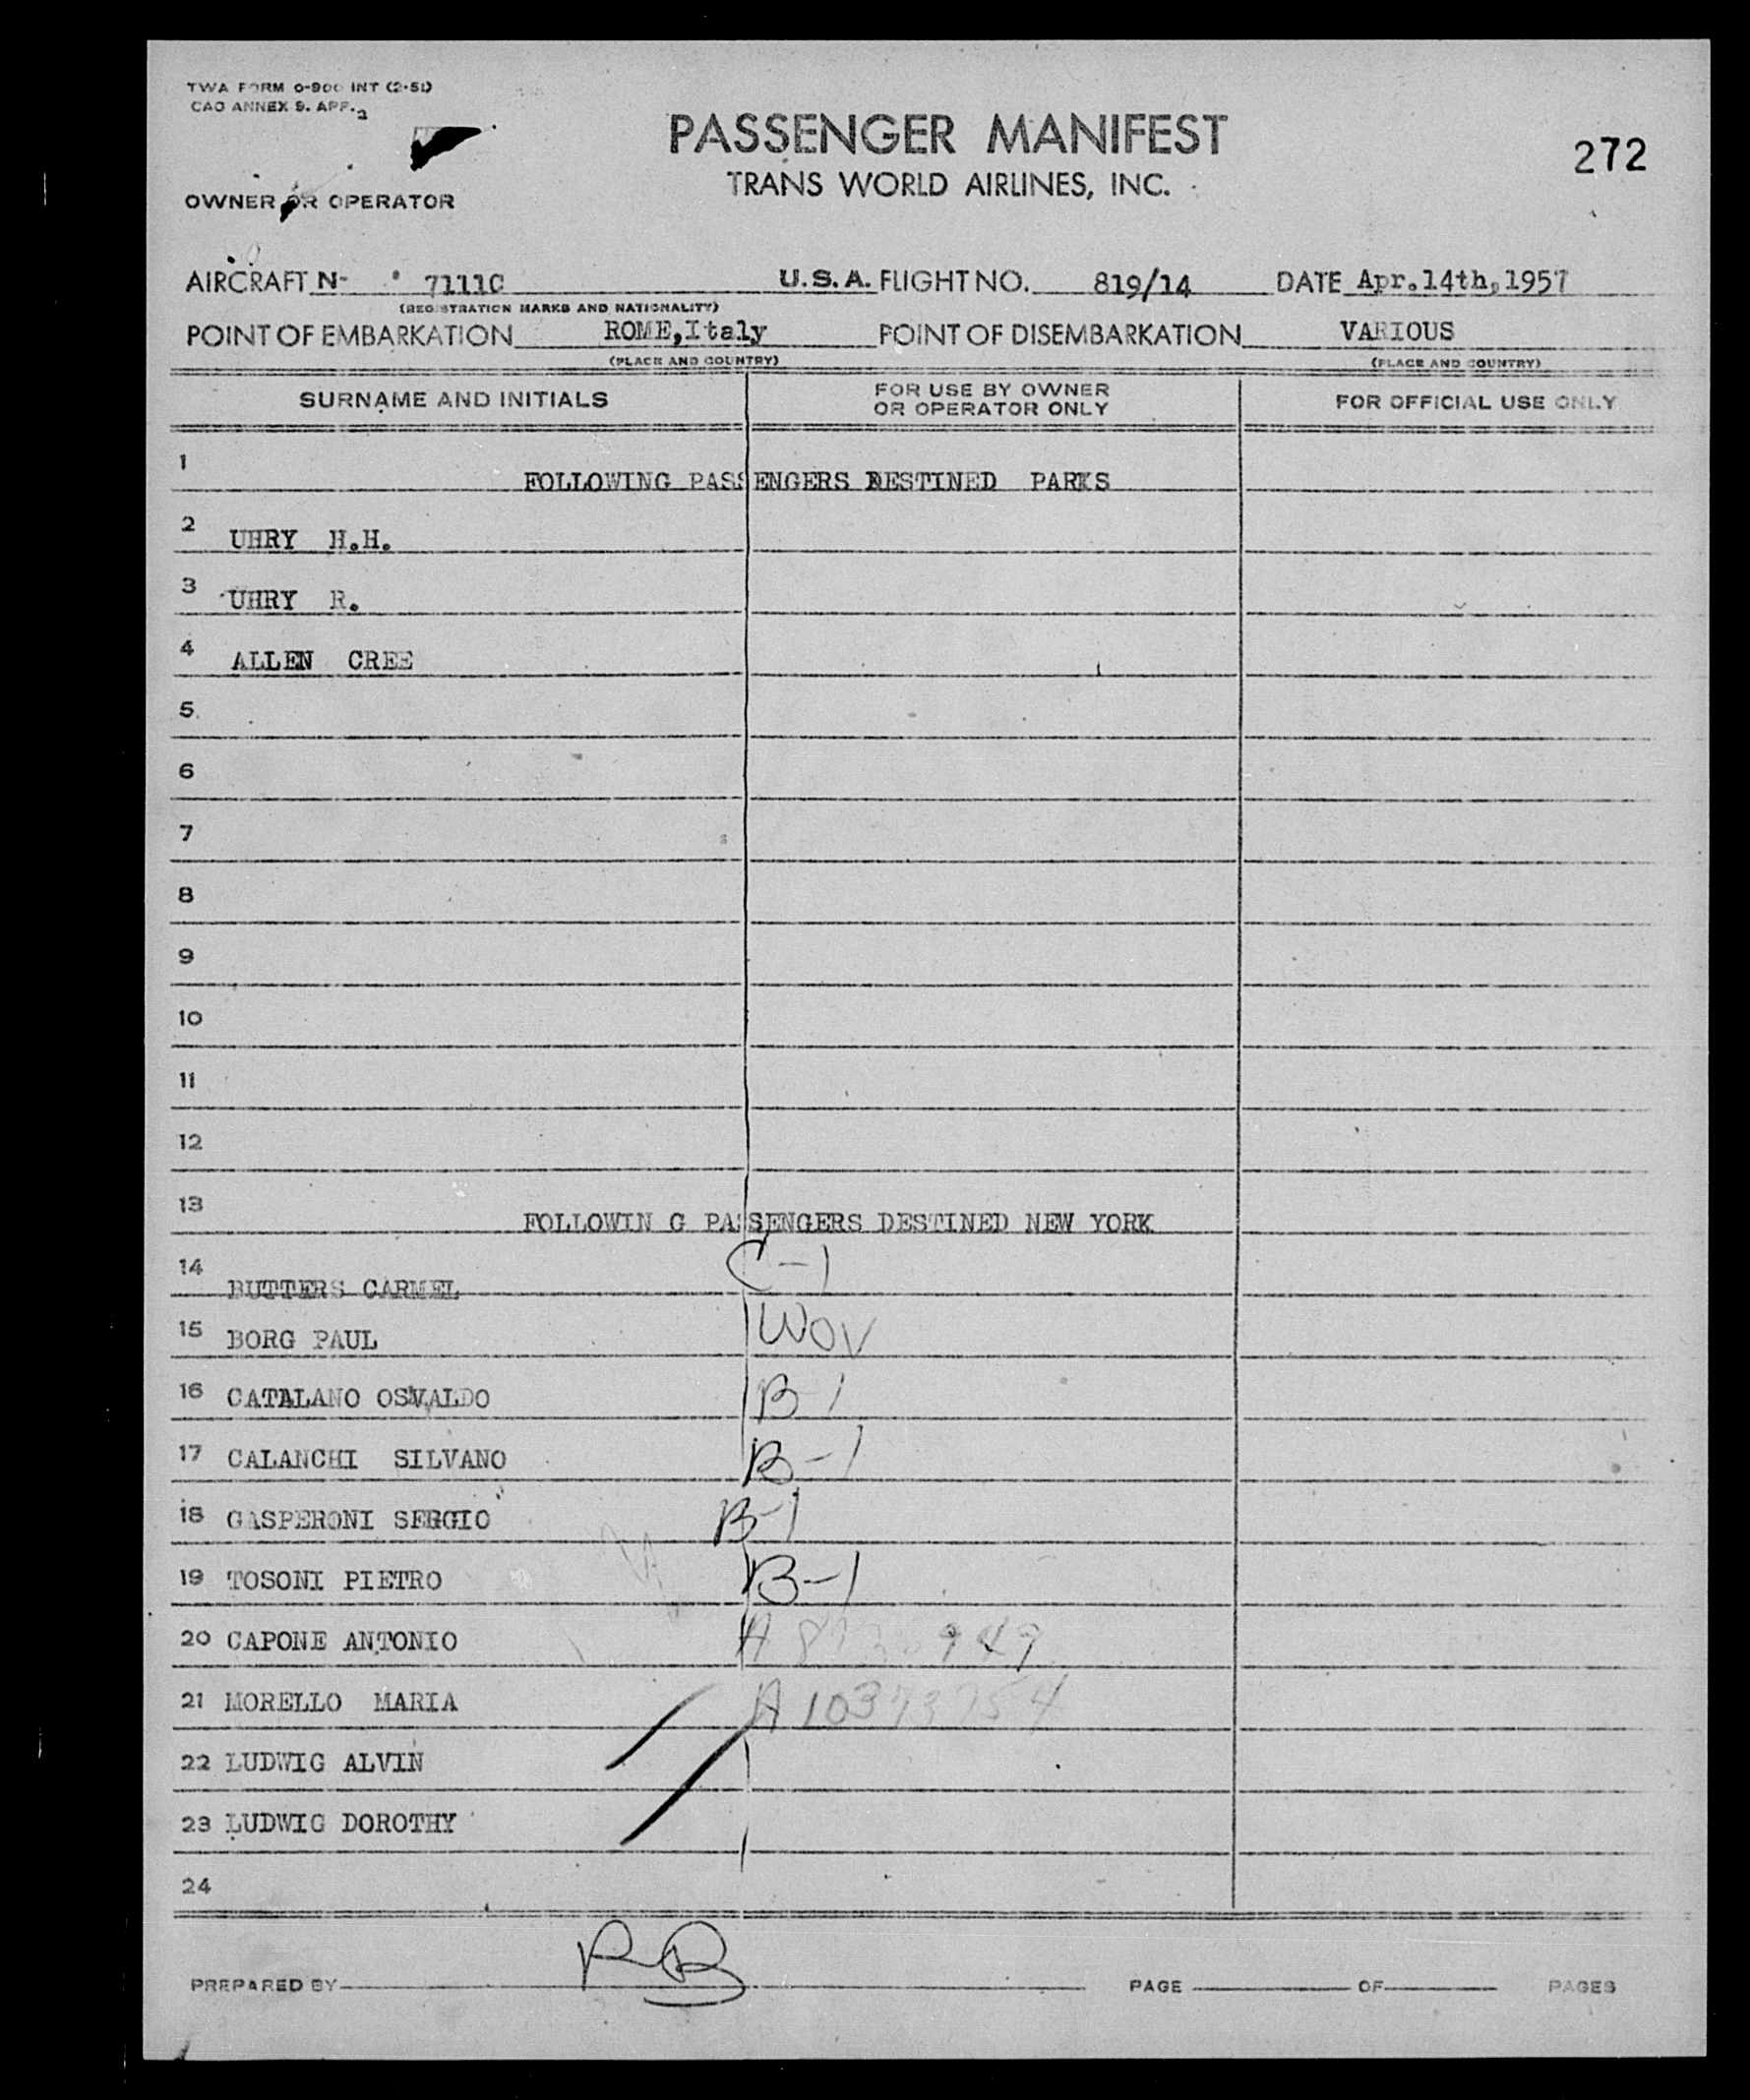 TWA FORM 0-900 INT (2-51)
CAO ANNEX 9. APP. 2
PASSENGER MANIFEST
272
TRANS WORLD AIRLINES, INC.
OWNER OR OPERATOR
AIRCRAFT N- 7111C U.S.A. FLIGHT NO. 819/14 DATE Apr.14th,1957
(REGISTRATION MARKS AND NATIONALITY)
POINT OF EMBARKATION ROME,Italy POINT OF DISEMBARKATION VARIOUS
(PLACE AND COUNTRY) (PLACE AND COUNTRY)
SURNAME AND INITIALS FOR USE BY OWNER OR OPERATOR ONLY FOR OFFICIAL USE ONLY
1 FOLLOWING PASSENGERS DESTINED PARKS
2 UHRY H.H.
3 UHRY R.
4 ALLEN CREE
5
6
7
8
9
10
11
12
13 FOLLOWIN G PASSENGERS DESTINED NEW YORK
14 BUTTERS CARMEL C-1
15 BORG PAUL WOV
16 CATALANO OSVALDO B 1
17 CALANCHI SILVANO B-1
18 GASPERONI SERGIO B-1
19 TOSONI PIETRO B-1
20 CAPONE ANTONIO
21 MORELLO MARIA
22 LUDWIG ALVIN
23 LUDWIG DOROTHY
24
PREPARED BY RB PAGE OF PAGES